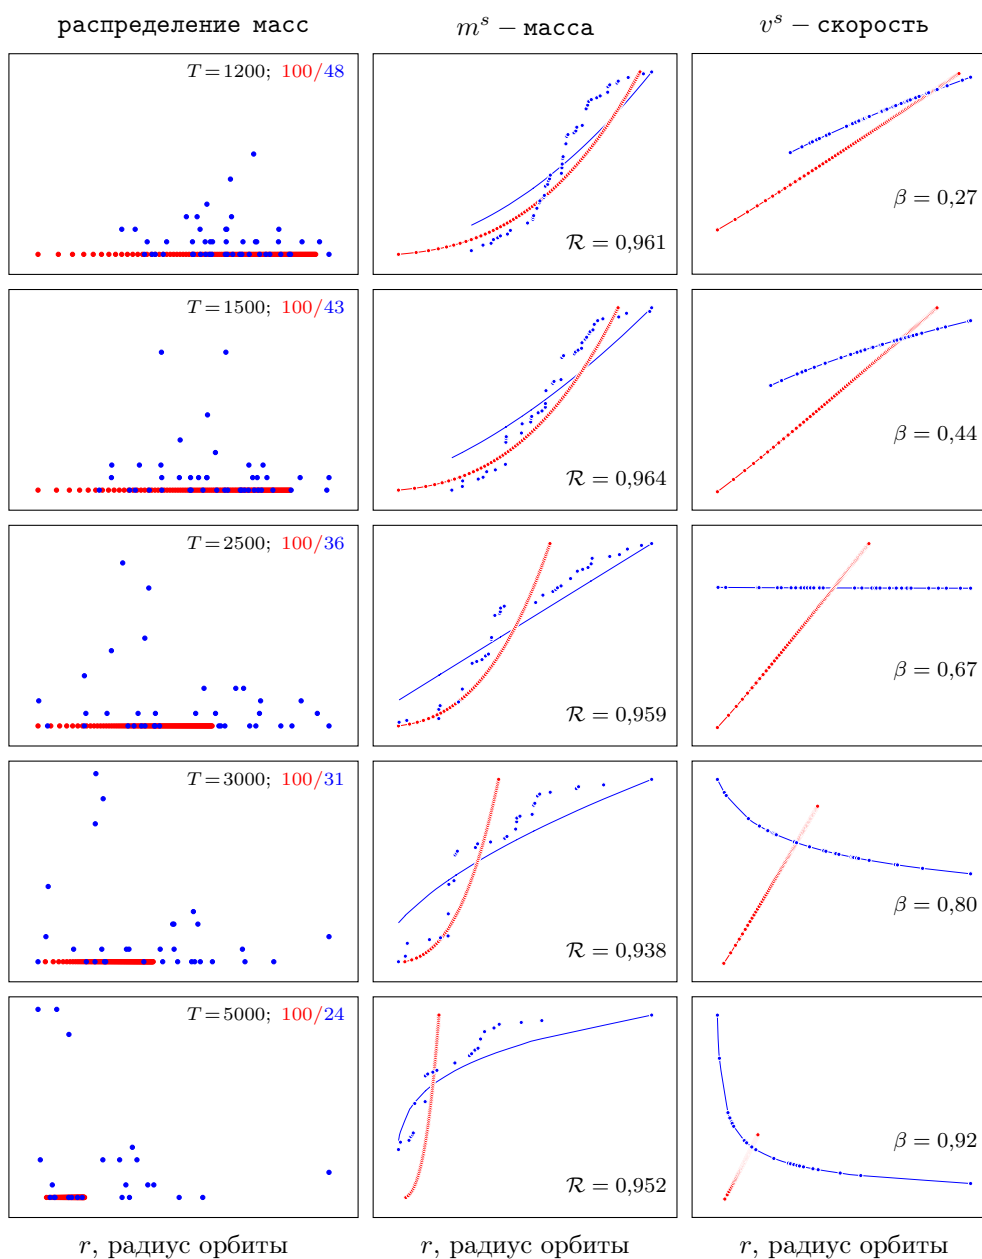 распределение масс
m^s − масса
v^s − скорость
T=1200; 100/48
R = 0,961
β = 0,27
T=1500; 100/43
R = 0,964
β = 0,44
T=2500; 100/36
R = 0,959
β = 0,67
T=3000; 100/31
R = 0,938
β = 0,80
T=5000; 100/24
R = 0,952
β = 0,92
r, радиус орбиты
r, радиус орбиты
r, радиус орбиты